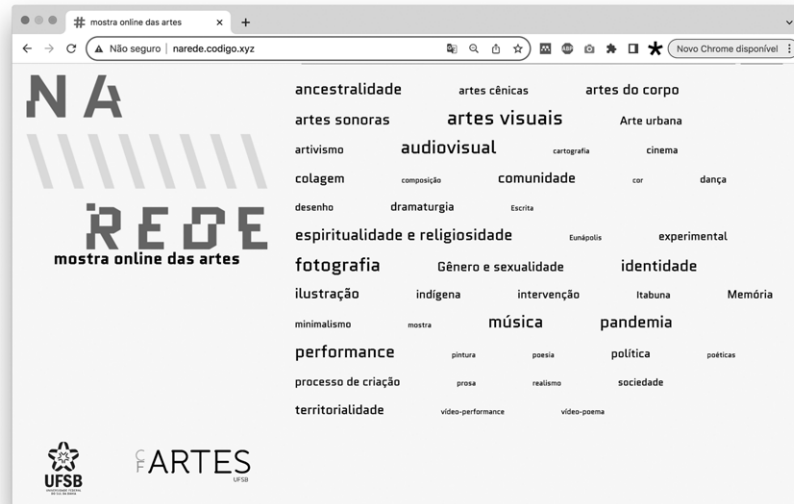 mostra online das artes
Não seguro | narede.codigo.xyz
Novo Chrome disponível
NA
REDE
mostra online das artes
ancestralidade artes cênicas artes do corpo
artes sonoras artes visuais Arte urbana
artivismo audiovisual cartografia cinema
colagem composição comunidade cor dança
desenho dramaturgia Escrita
espiritualidade e religiosidade Eunápolis experimental
fotografia Gênero e sexualidade identidade
ilustração indígena intervenção Itabuna Memória
minimalismo mostra música pandemia
performance pintura poesia política poéticas
processo de criação prosa realismo sociedade
territorialidade vídeo-performance vídeo-poema
UFSB
CF ARTES
UFSB